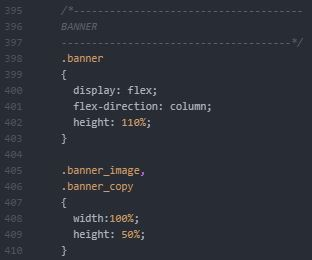 395 /*-------------------------------------
396 BANNER
397 -------------------------------------*/
398 .banner
399 {
400 display: flex;
401 flex-direction: column;
402 height: 110%;
403 }
404
405 .banner_image,
406 .banner_copy
407 {
408 width:100%;
409 height: 50%;
410 }